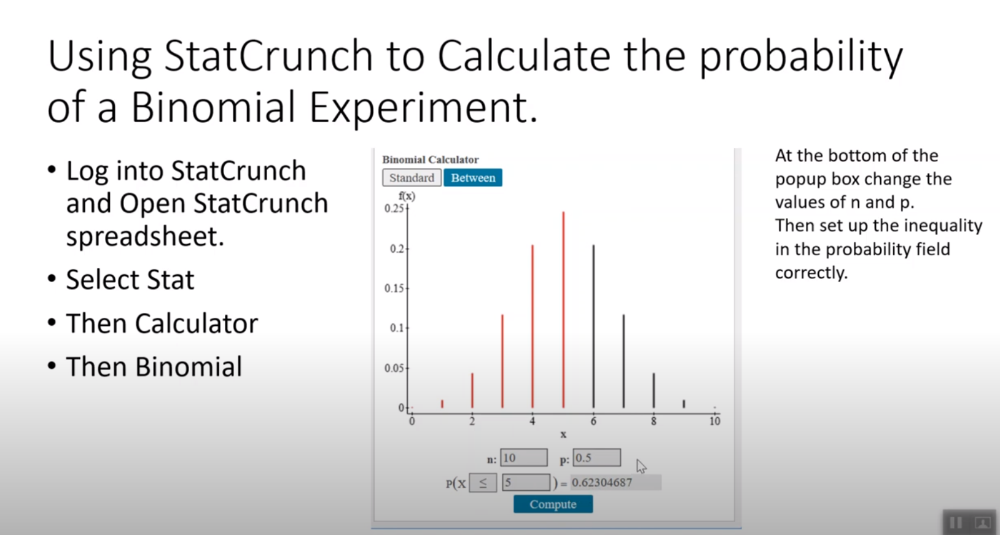 Using StatCrunch to Calculate the probability
of a Binomial Experiment.
• Log into StatCrunch
and Open StatCrunch
spreadsheet.
• Select Stat
• Then Calculator
• Then Binomial
Binomial Calculator
Standard Between
f(x)
0.25
0.2
0.15
0.1
0.05
0
0 2 4 6 8 10
x
n: 10 p: 0.5
P(X ≤ 5 ) = 0.62304687
Compute
At the bottom of the
popup box change the
values of n and p.
Then set up the inequality
in the probability field
correctly.